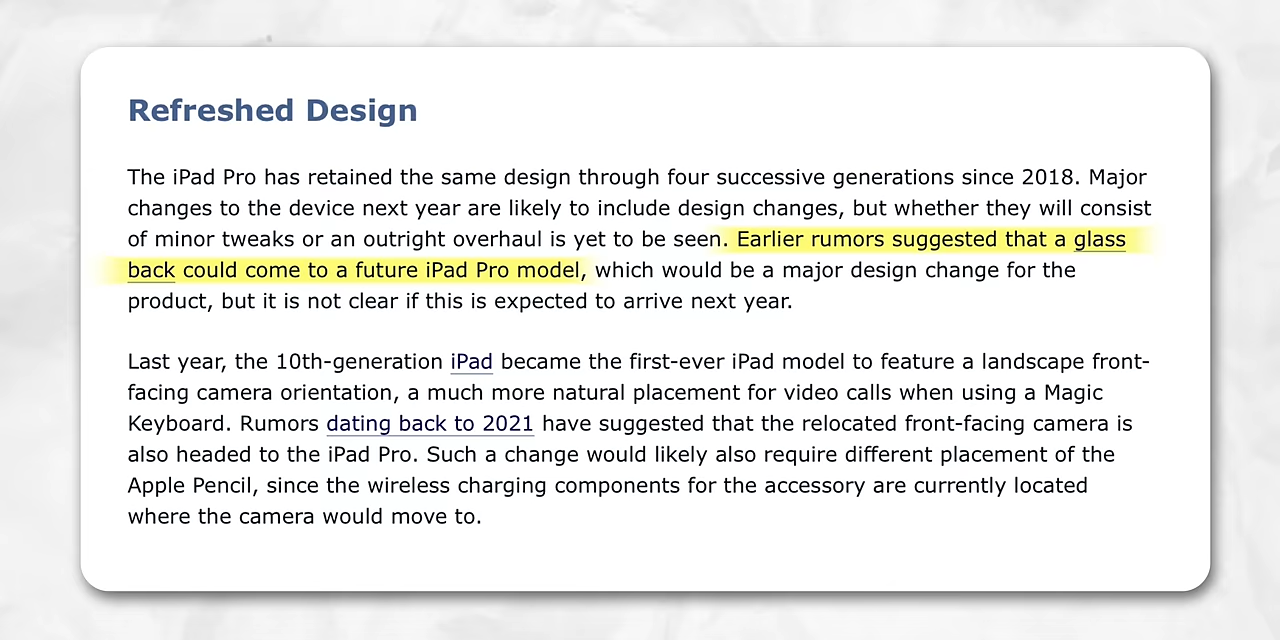 Refreshed Design
The iPad Pro has retained the same design through four successive generations since 2018. Major
changes to the device next year are likely to include design changes, but whether they will consist
of minor tweaks or an outright overhaul is yet to be seen. Earlier rumors suggested that a glass
back could come to a future iPad Pro model, which would be a major design change for the
product, but it is not clear if this is expected to arrive next year.
Last year, the 10th-generation iPad became the first-ever iPad model to feature a landscape front-
facing camera orientation, a much more natural placement for video calls when using a Magic
Keyboard. Rumors dating back to 2021 have suggested that the relocated front-facing camera is
also headed to the iPad Pro. Such a change would likely also require different placement of the
Apple Pencil, since the wireless charging components for the accessory are currently located
where the camera would move to.